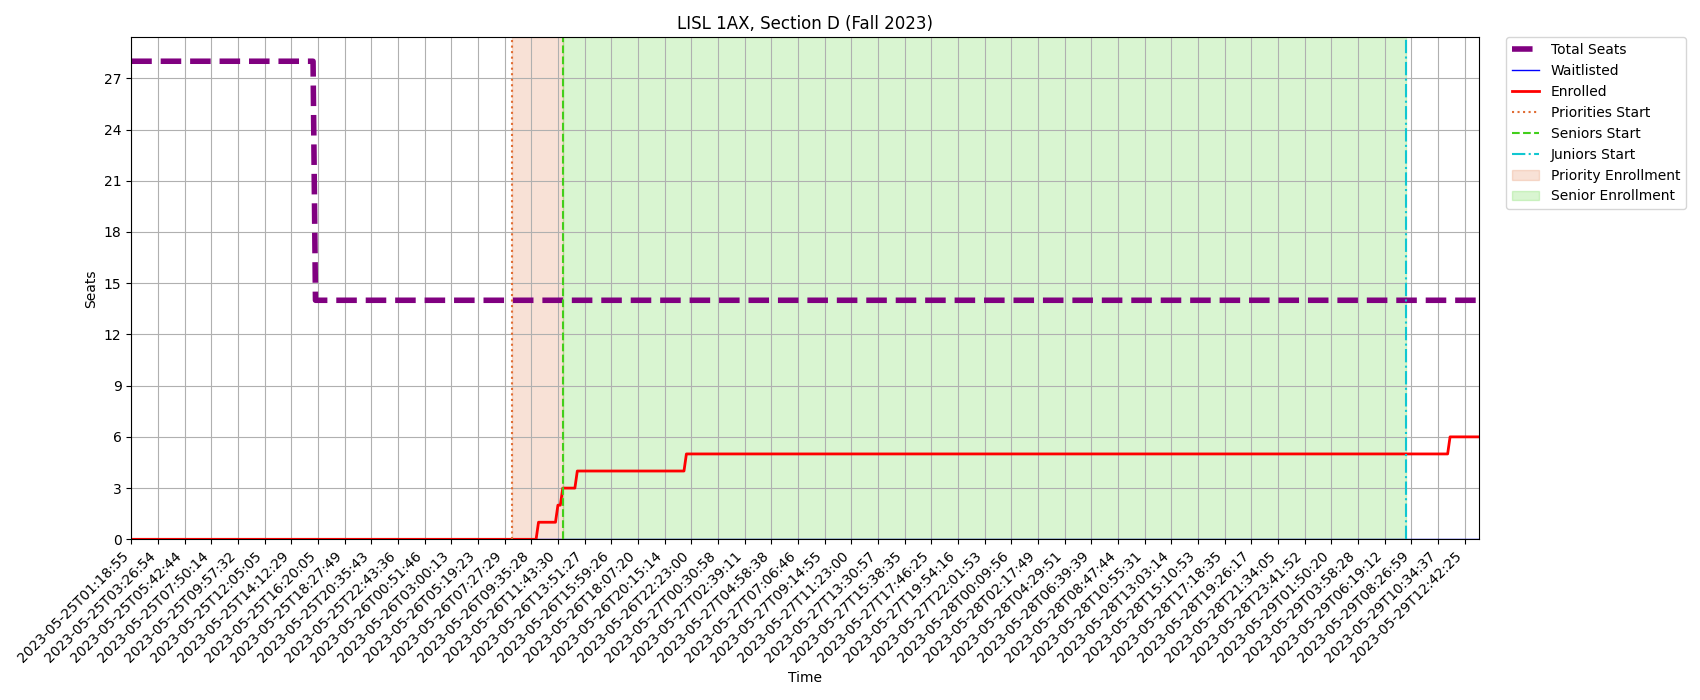 LISL 1AX, Section D (Fall 2023)
Total Seats
Waitlisted
Enrolled
Priorities Start
Seniors Start
Juniors Start
Priority Enrollment
Senior Enrollment
Seats
27
24
21
18
15
12
9
6
3
0
2023-05-25T01:18:55
2023-05-25T03:26:54
2023-05-25T05:42:44
2023-05-25T07:50:14
2023-05-25T09:57:32
2023-05-25T12:05:05
2023-05-25T14:12:29
2023-05-25T16:20:05
2023-05-25T18:27:49
2023-05-25T20:35:43
2023-05-25T22:43:36
2023-05-26T00:51:46
2023-05-26T03:00:13
2023-05-26T05:19:23
2023-05-26T07:27:29
2023-05-26T09:35:28
2023-05-26T11:43:30
2023-05-26T13:51:27
2023-05-26T15:59:26
2023-05-26T18:07:20
2023-05-26T20:15:14
2023-05-26T22:23:00
2023-05-27T00:30:58
2023-05-27T02:39:11
2023-05-27T04:58:38
2023-05-27T07:06:46
2023-05-27T09:14:55
2023-05-27T11:23:00
2023-05-27T13:30:57
2023-05-27T15:38:35
2023-05-27T17:46:25
2023-05-27T19:54:16
2023-05-27T22:01:53
2023-05-28T00:09:56
2023-05-28T02:17:49
2023-05-28T04:29:51
2023-05-28T06:39:39
2023-05-28T08:47:44
2023-05-28T10:55:31
2023-05-28T13:03:14
2023-05-28T15:10:53
2023-05-28T17:18:35
2023-05-28T19:26:17
2023-05-28T21:34:05
2023-05-28T23:41:52
2023-05-29T01:50:20
2023-05-29T03:58:28
2023-05-29T06:19:12
2023-05-29T08:26:59
2023-05-29T10:34:37
2023-05-29T12:42:25
Time